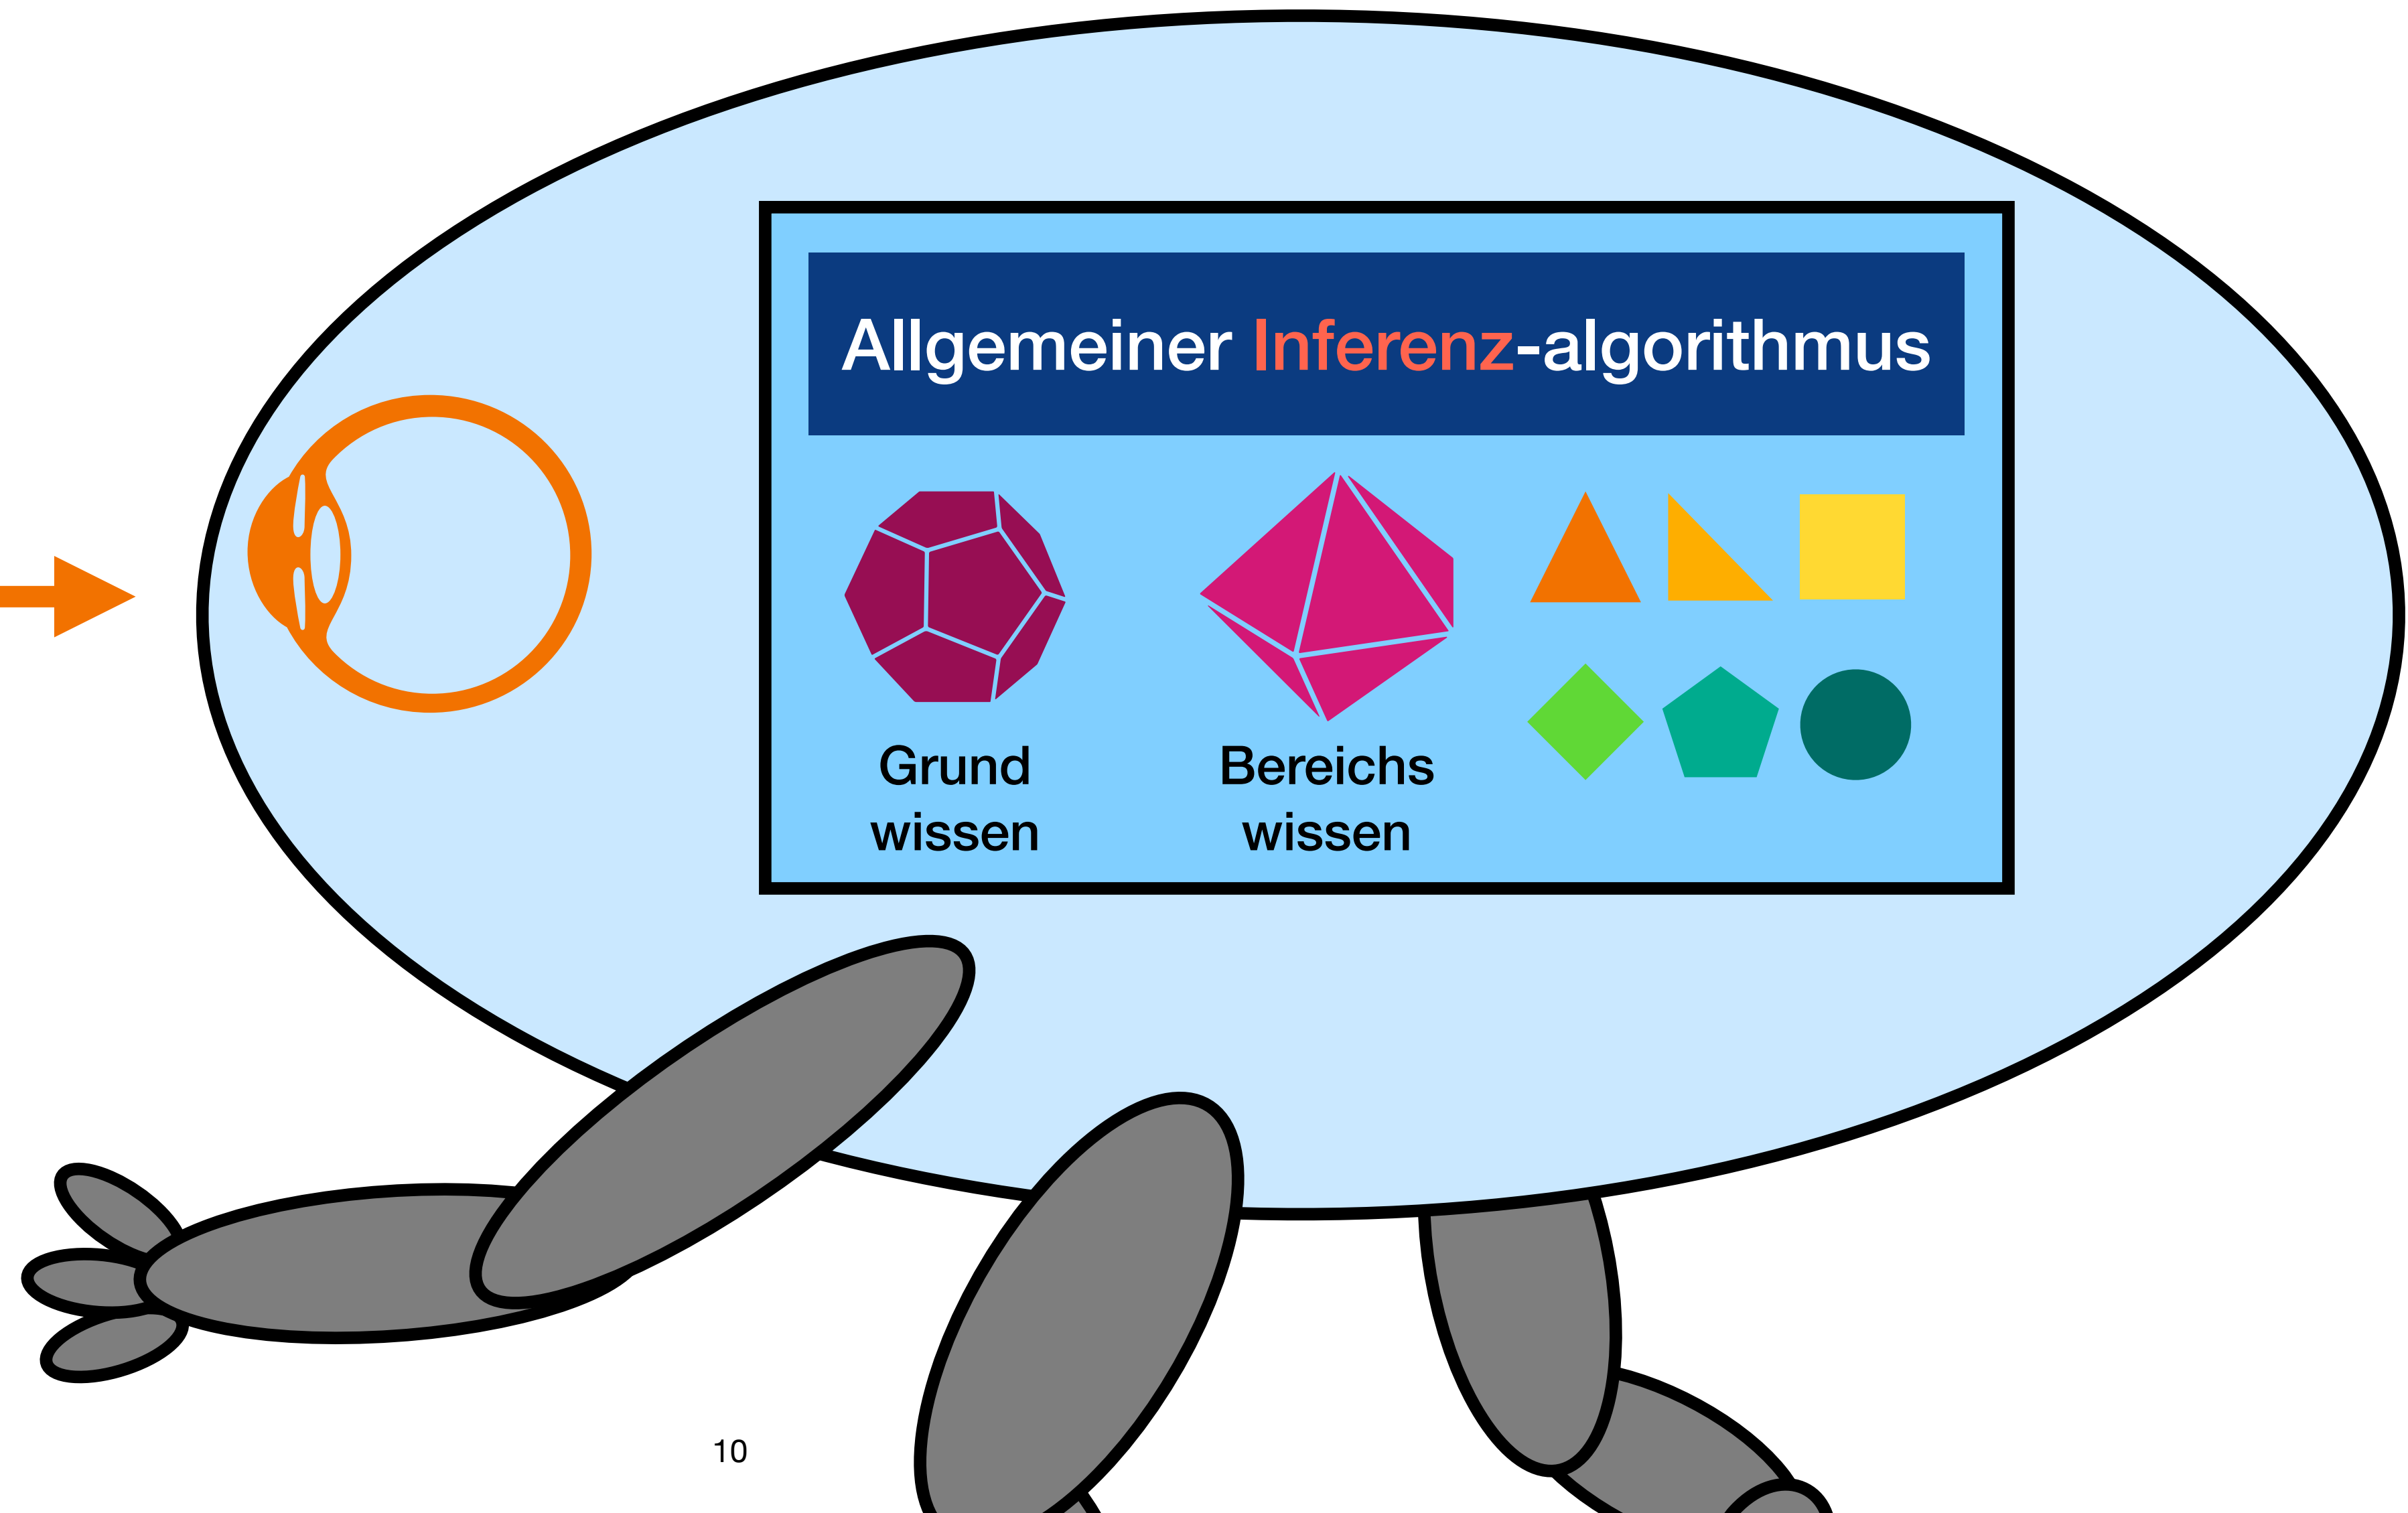 Allgemeiner Inferenz-algorithmus
Grund
wissen
Bereichs
wissen
10